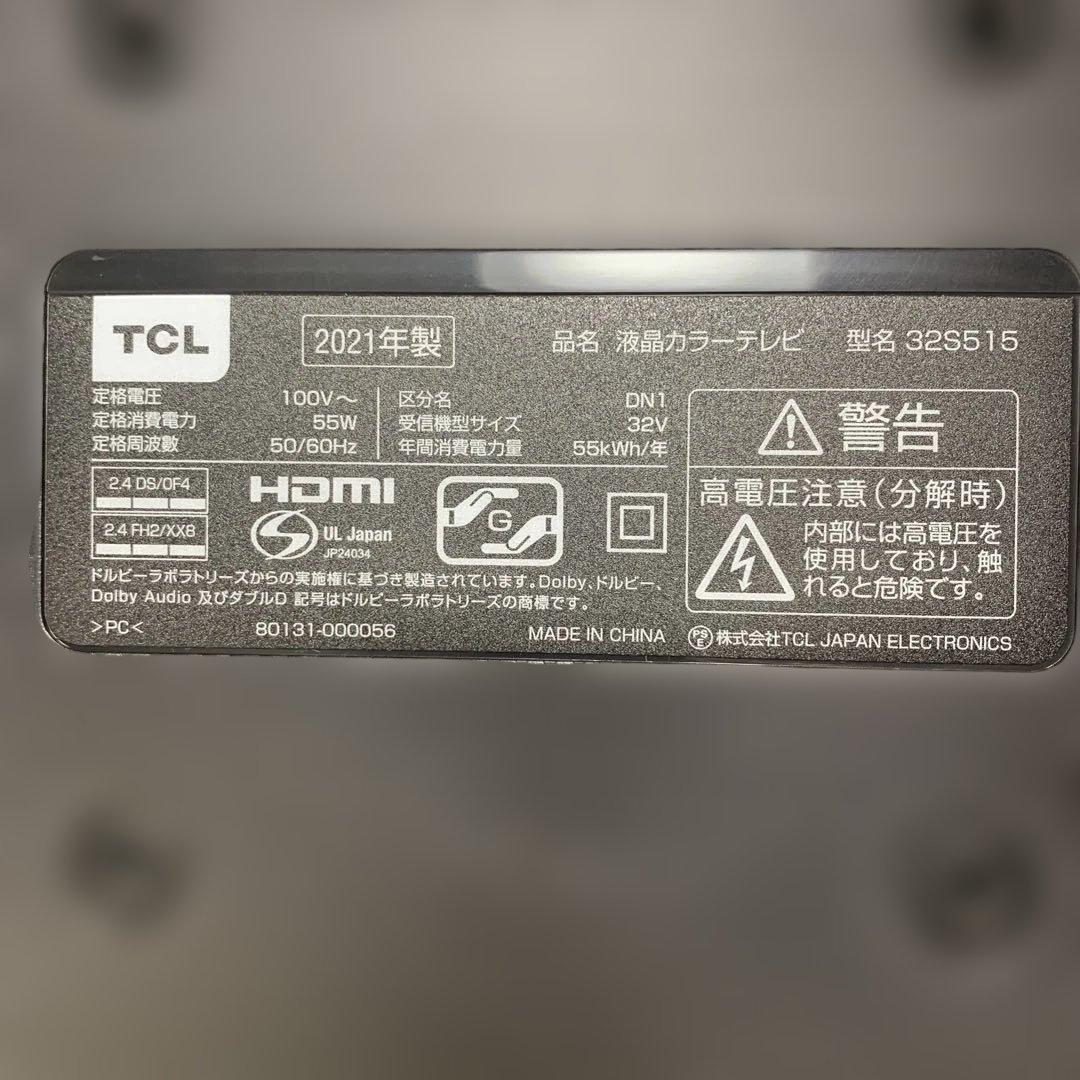 TCL
2021年製
品名 液晶カラーテレビ 型名 32S515
定格電圧 100V～
定格消費電力 55W
定格周波数 50/60Hz
区分名 DN1
受信機型サイズ 32V
年間消費電力量 55kWh/年
2.4 DS/OF4
2.4 FH2/XX8
HDMI
S
UL Japan
JP24034
G
ドルビーラボラトリーズからの実施権に基づき製造されています。Dolby、ドルビー、
Dolby Audio 及びダブルD 記号はドルビーラボラトリーズの商標です。
>PC< 80131-000056 MADE IN CHINA
警告
高電圧注意(分解時)
内部には高電圧を
使用しており、触
れると危険です。
PSE 株式会社TCL JAPAN ELECTRONICS